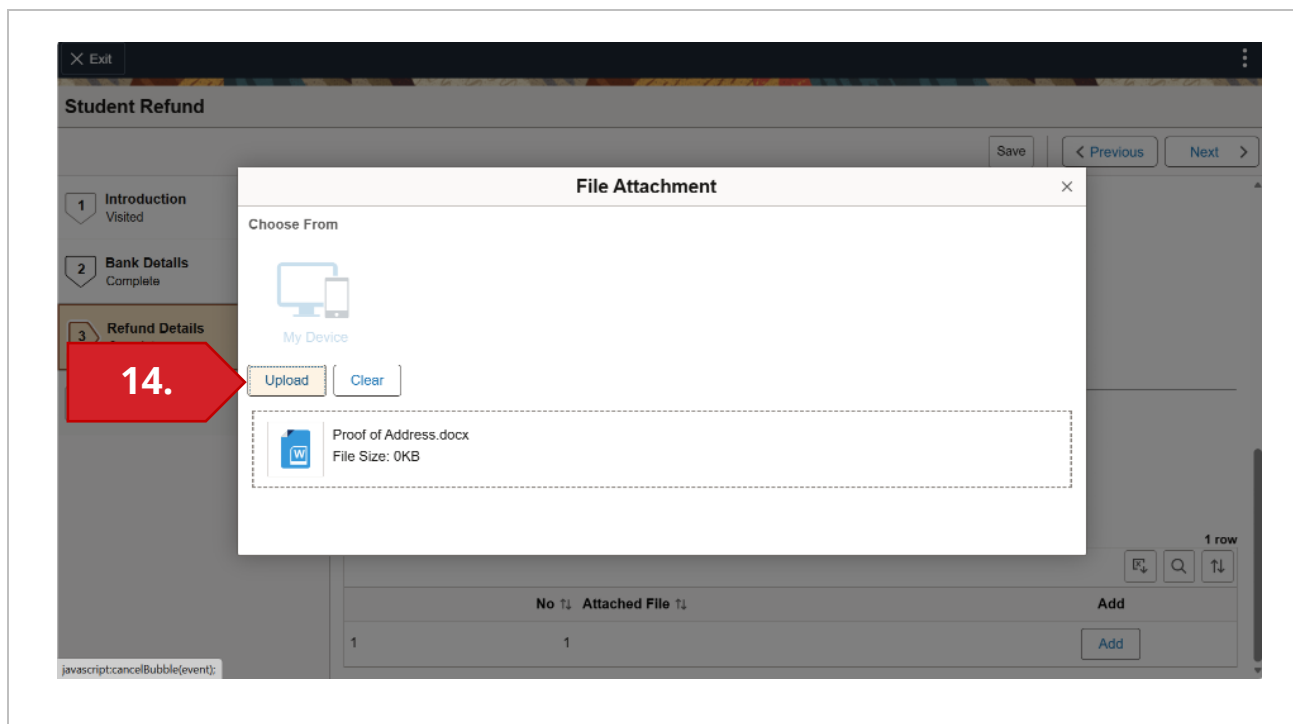 Exit
Student Refund
Save
Previous
Next
File Attachment
1
Introduction
Visited
Choose From
2
Bank Details
Complete
3
Refund Details
My Device
14.
Upload
Clear
Proof of Address.docx
W
File Size: 0KB
1 row
No
Attached File
Add
1
1
Add
javascript:cancelBubble(event);